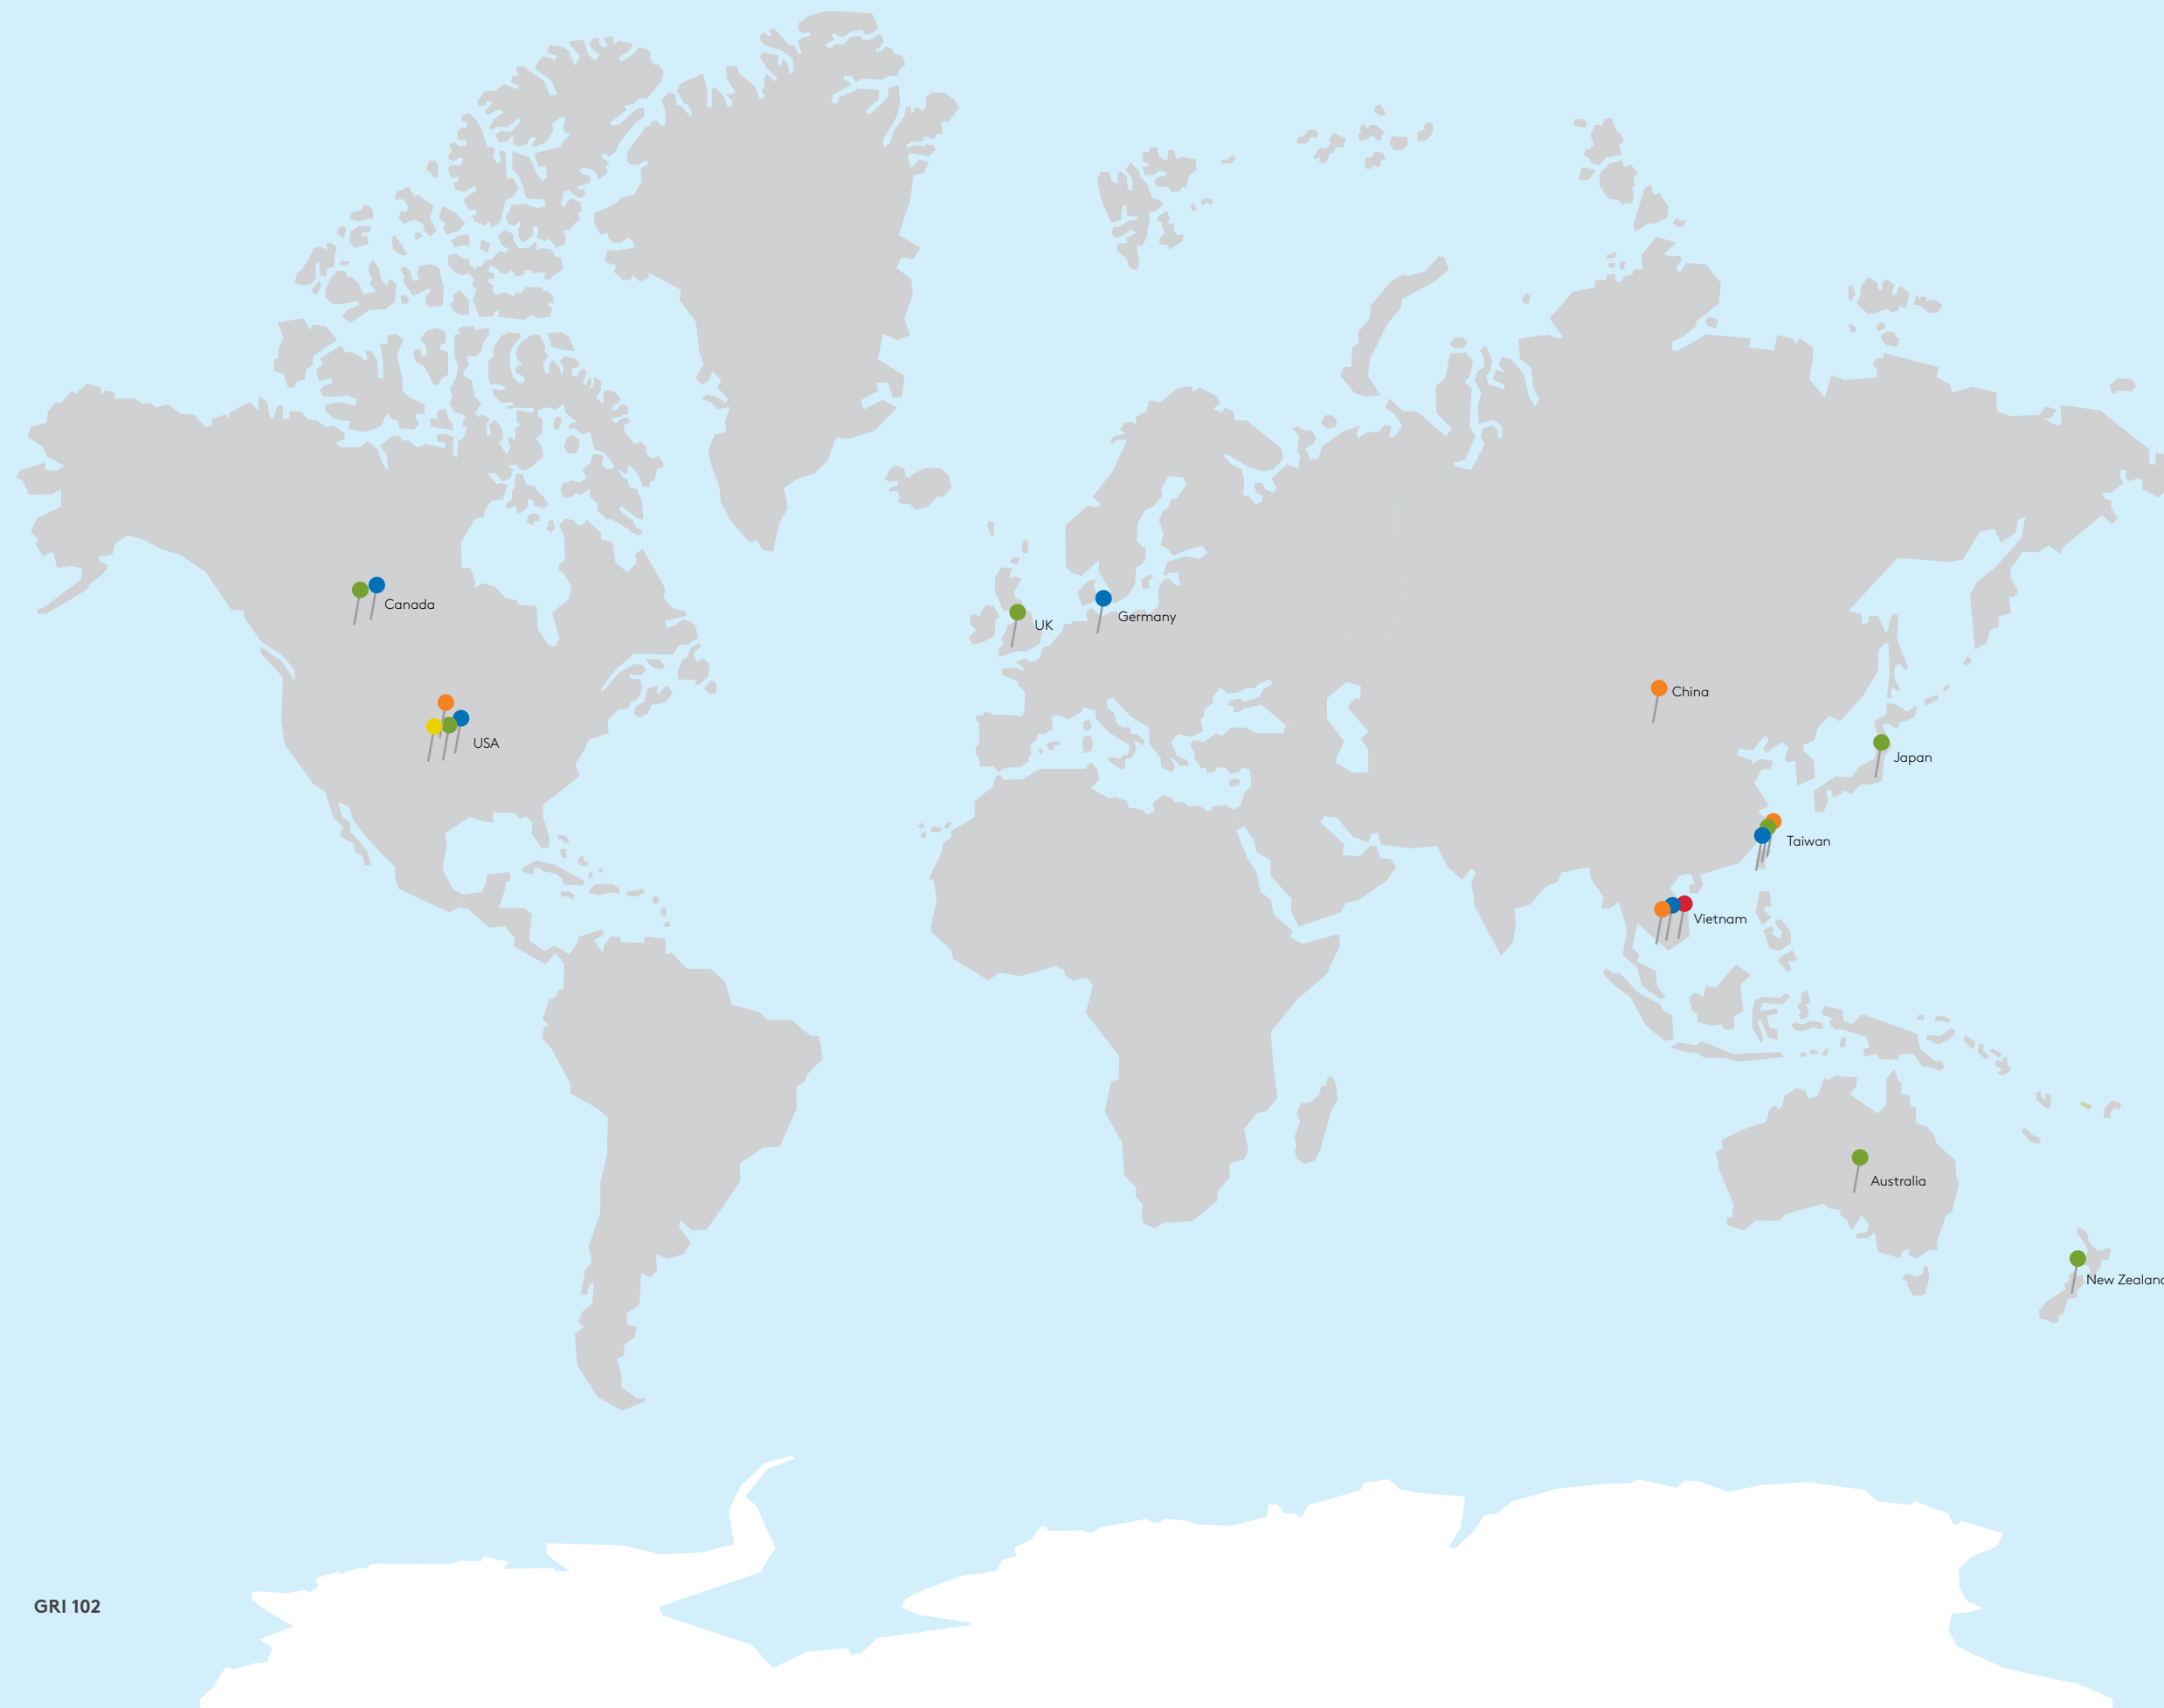 Canada
UK
Germany
USA
China
Japan
Taiwan
Vietnam
Australia
New Zealand
GRI 102